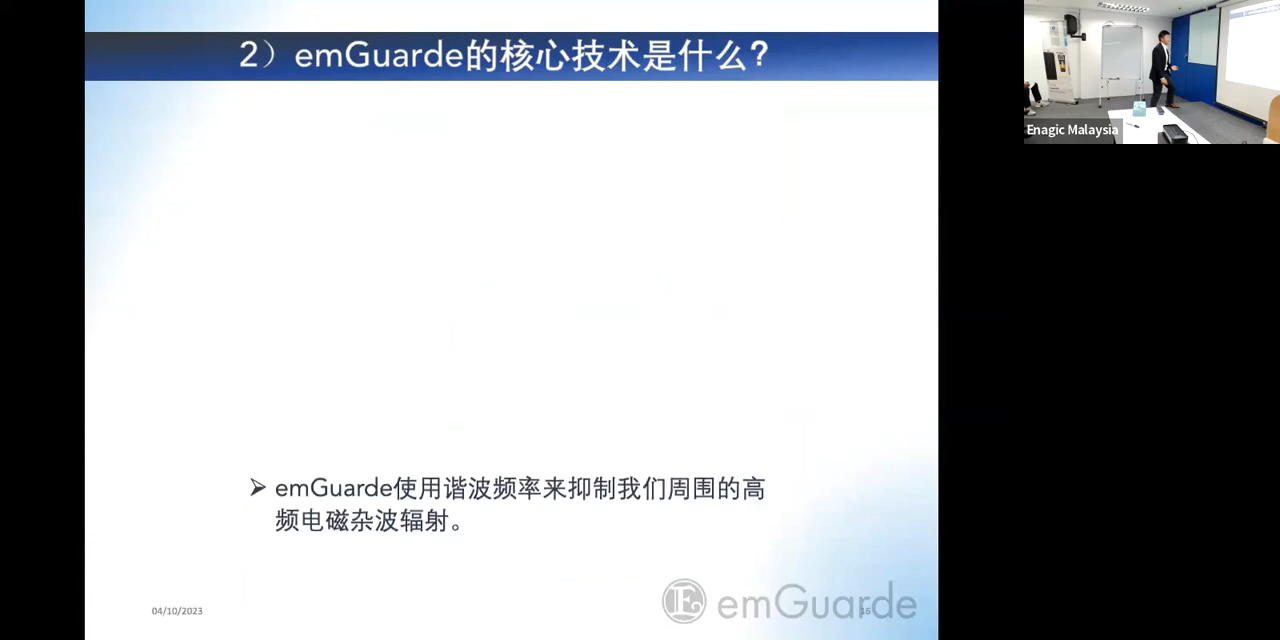 2）emGuarde的核心技术是什么？
Enagic Malaysia
➢ emGuarde使用谐波频率来抑制我们周围的高
频电磁杂波辐射。
04/10/2023
emGuarde
15